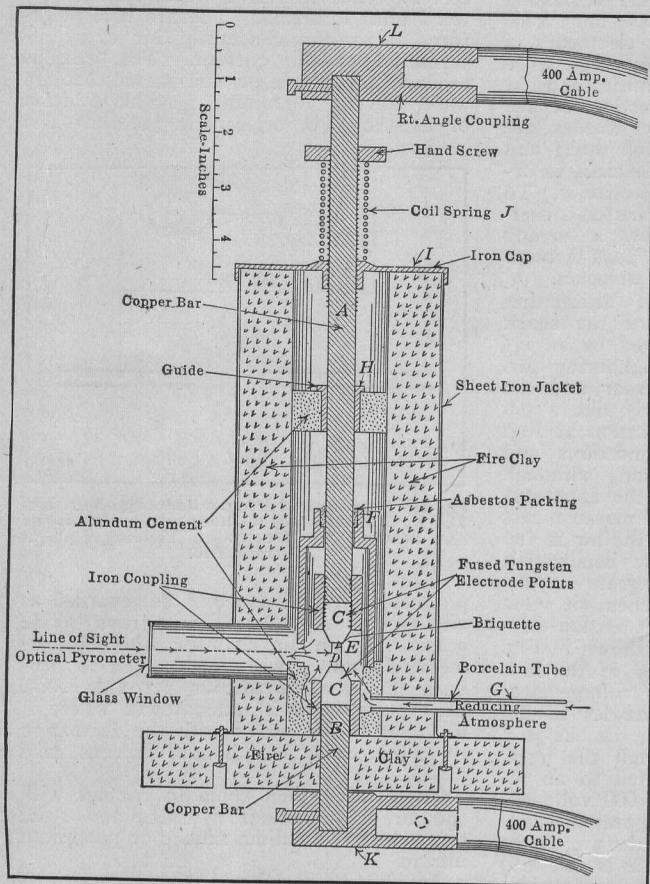 L
0
1
2
3
4
Scale-Inches
400 Amp.
Cable
Rt. Angle Coupling
Hand Screw
Coil Spring J
I
Iron Cap
Copper Bar
A
Guide
H
Sheet Iron Jacket
Fire Clay
Asbestos Packing
F
Alundum Cement
Iron Coupling
Fused Tungsten
Electrode Points
C
Briquette
E
D
Line of Sight
Optical Pyrometer
Glass Window
C
Porcelain Tube
G
Reducing
Atmosphere
B
Fire Clay
Copper Bar
400 Amp.
Cable
K